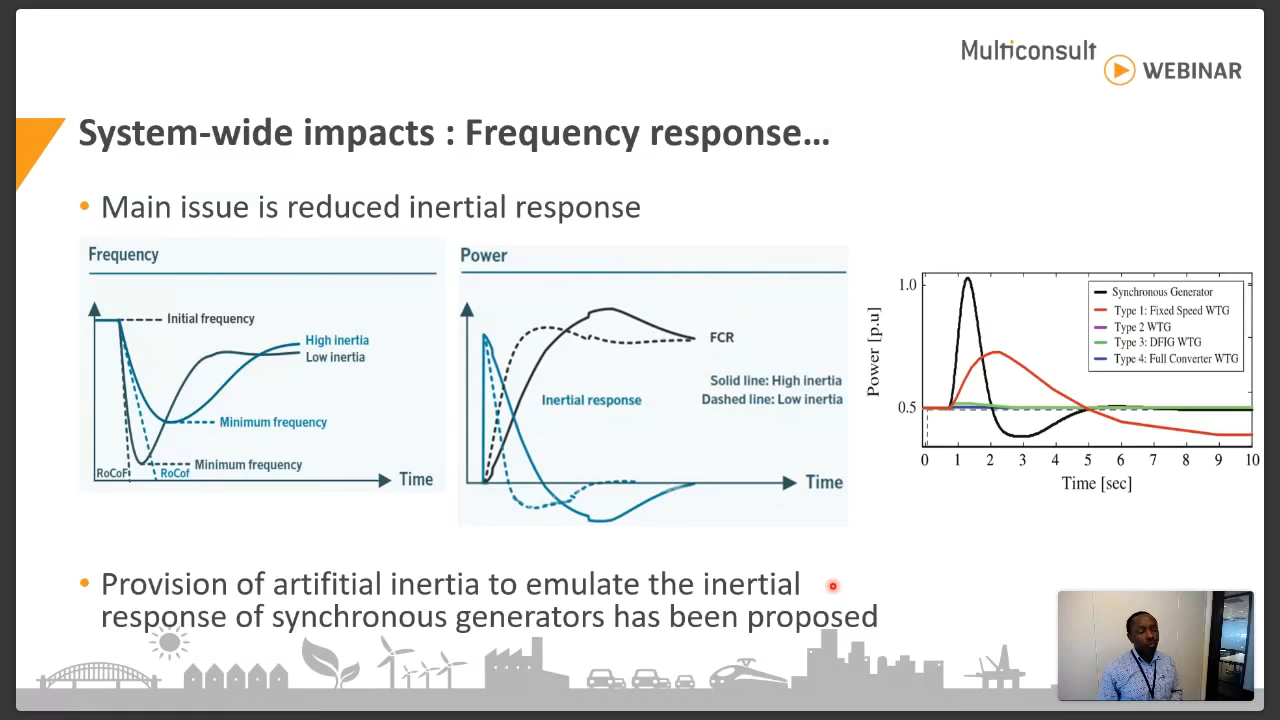 Multiconsult
WEBINAR
System-wide impacts : Frequency response…
• Main issue is reduced inertial response
Frequency
Initial frequency
High inertia
Low inertia
Minimum frequency
Minimum frequency
RoCoF
RoCof
Time
Power
FCR
Solid line: High inertia
Dashed line: Low inertia
Inertial response
Time
Power [p.u]
1.0
0.5
Synchronous Generator
Type 1: Fixed Speed WTG
Type 2 WTG
Type 3: DFIG WTG
Type 4: Full Converter WTG
0 1 2 3 4 5 6 7 8 9 10
Time [sec]
• Provision of artifitial inertia to emulate the inertial
response of synchronous generators has been proposed